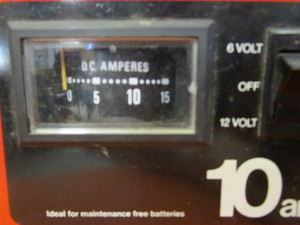 D.C. AMPERES
0 5 10 15
6 VOLT
OFF
12 VOLT
10 a
Ideal for maintenance free batteries